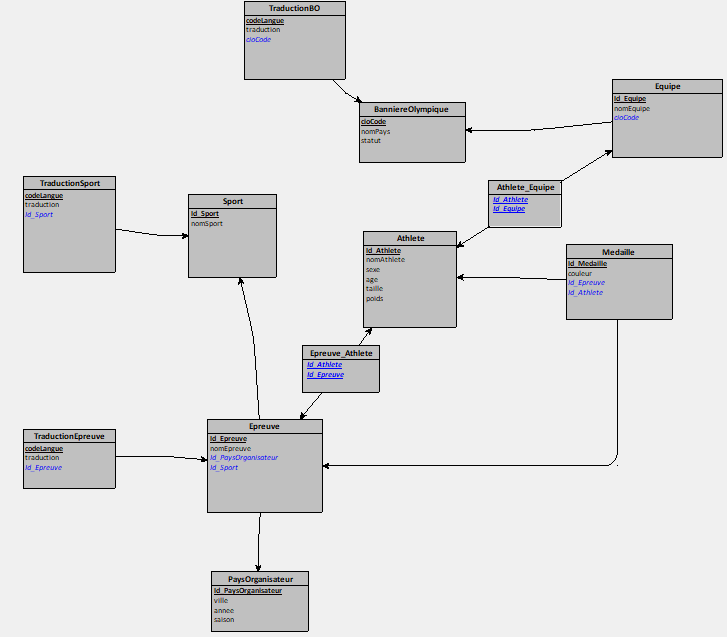 TraductionBO
codeLangue
traduction
cioCode
Equipe
Id_Equipe
nomEquipe
cioCode
BanniereOlympique
cioCode
nomPays
statut
TraductionSport
codeLangue
traduction
Id_Sport
Sport
Id_Sport
nomSport
Athlete_Equipe
Id_Athlete
Id_Equipe
Athlete
Id_Athlete
nomAthlete
sexe
age
taille
poids
Medaille
Id_Medaille
couleur
Id_Epreuve
Id_Athlete
Epreuve_Athlete
Id_Athlete
Id_Epreuve
TraductionEpreuve
codeLangue
traduction
Id_Epreuve
Epreuve
Id_Epreuve
nomEpreuve
Id_PaysOrganisateur
Id_Sport
PaysOrganisateur
Id_PaysOrganisateur
ville
annee
saison